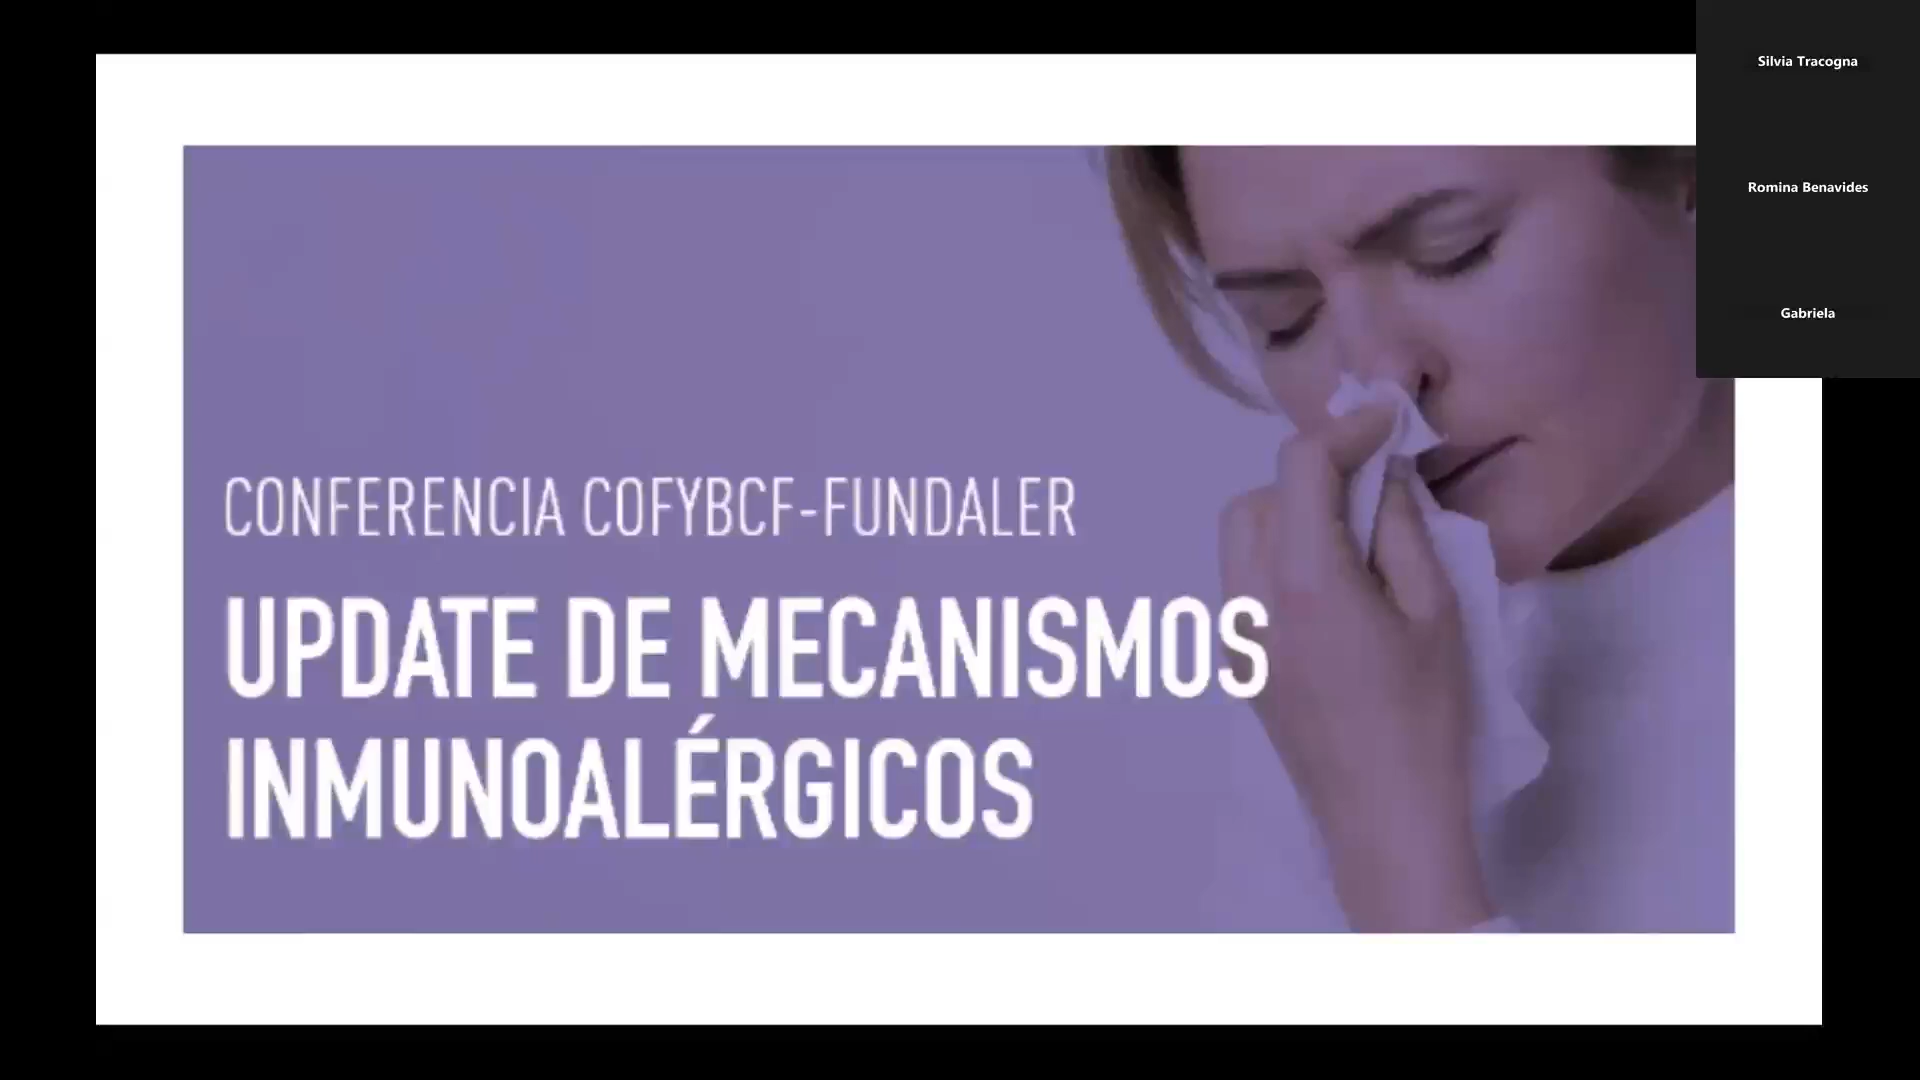 Silvia Tracogna
Romina Benavides
Gabriela
CONFERENCIA COFYBCF-FUNDALER
UPDATE DE MECANISMOS
INMUNOALÉRGICOS